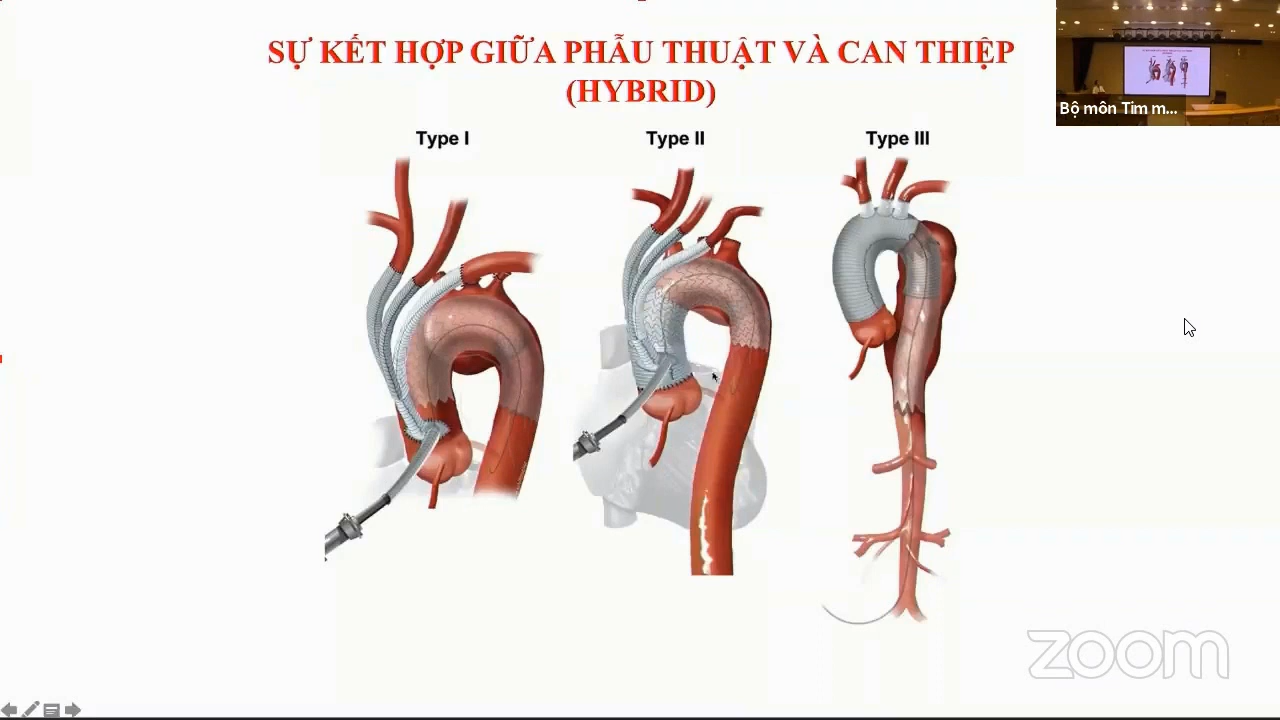 SỰ KẾT HỢP GIỮA PHẪU THUẬT VÀ CAN THIỆP
(HYBRID)
Bộ môn Tim m...
Type I
Type II
Type III
zoom